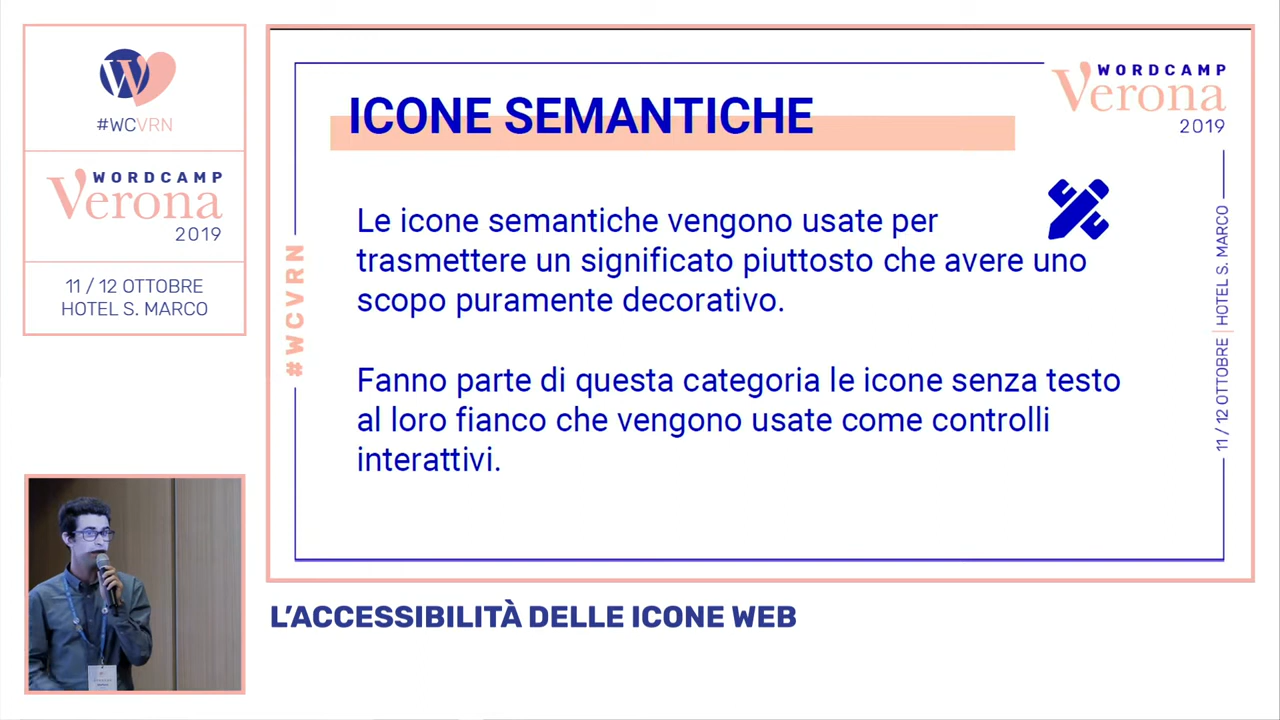 #WCVRN
WORDCAMP
Verona
2019
11 / 12 OTTOBRE
HOTEL S. MARCO
WORDCAMP
Verona
2019
ICONE SEMANTICHE
Le icone semantiche vengono usate per
trasmettere un significato piuttosto che avere uno
scopo puramente decorativo.
Fanno parte di questa categoria le icone senza testo
al loro fianco che vengono usate come controlli
interattivi.
#WCVRN
11 / 12 OTTOBRE | HOTEL S. MARCO
L’ACCESSIBILITÀ DELLE ICONE WEB